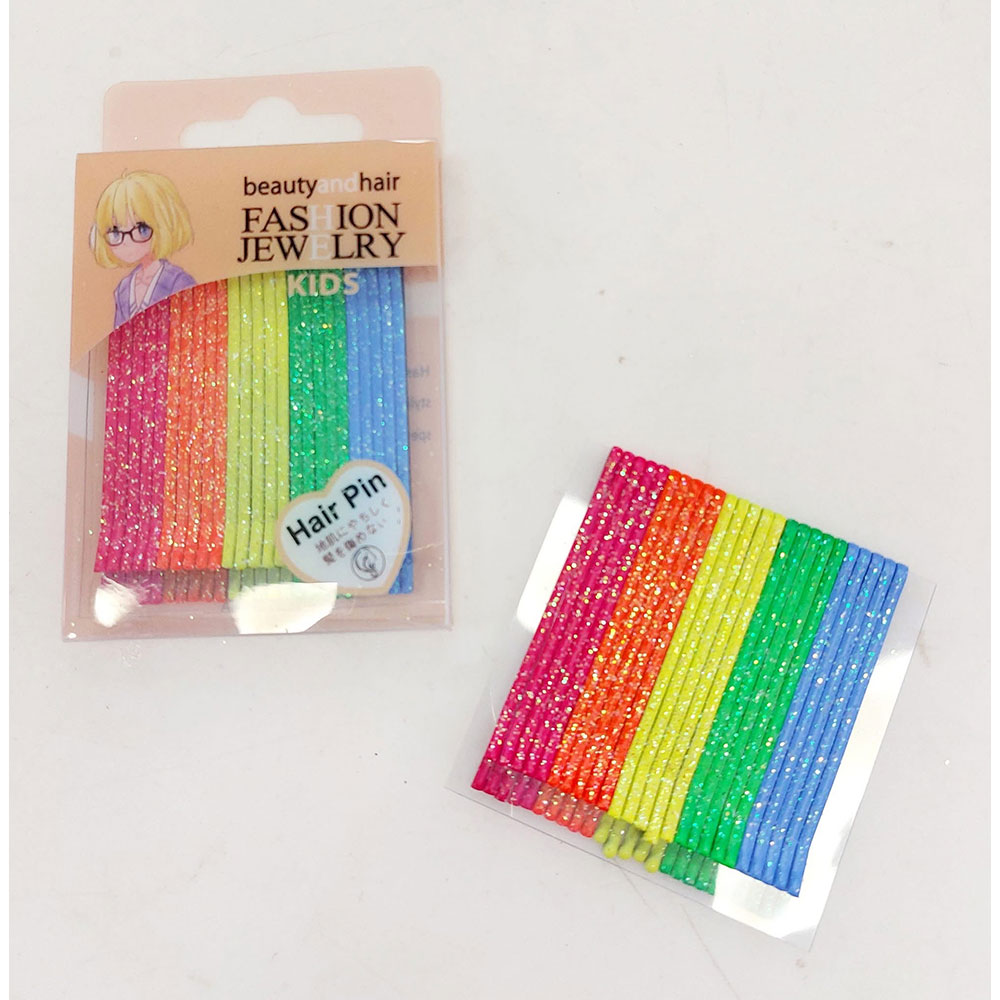 beautyandhair
FASHION
JEWELRY
KIDS
Hair Pin
地肌にやさしく
髪を傷めない